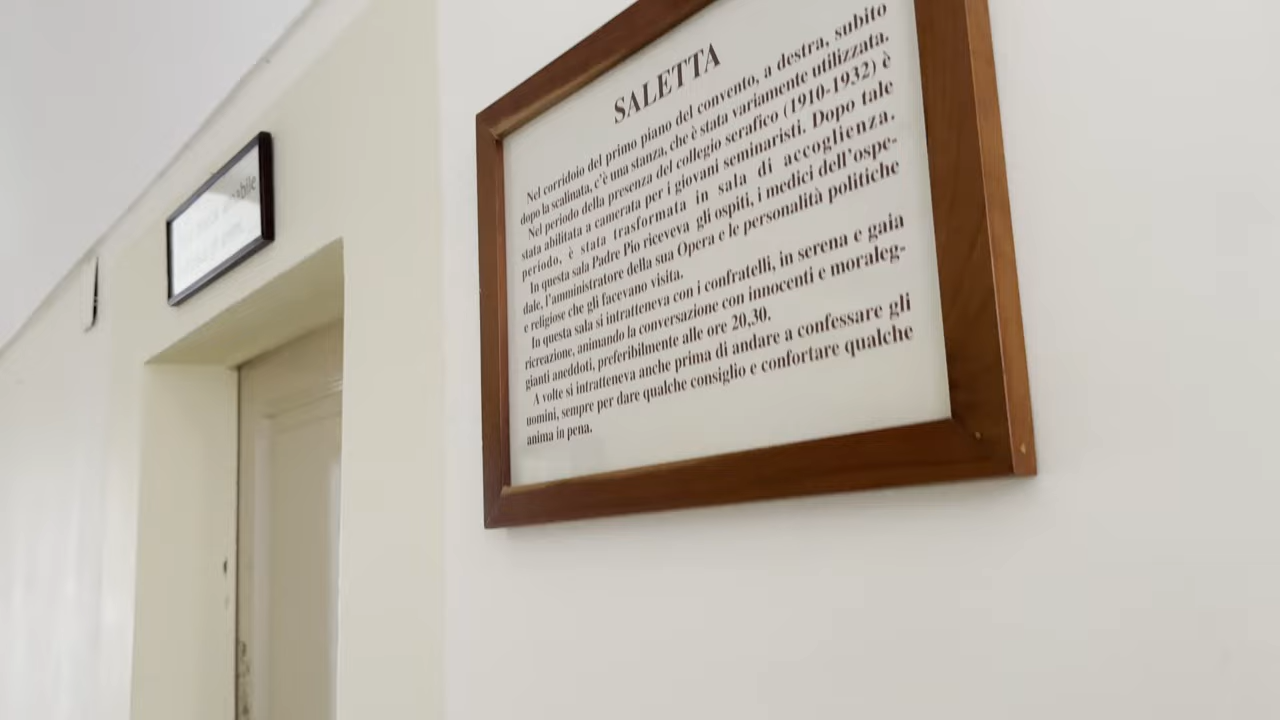 SALETTA
Nel corridoio del primo piano del convento, a destra, subito
dopo la scalinata, c'è una stanza, che è stata variamente utilizzata.
Nel periodo della presenza del collegio serafico (1910-1932) è
stata abilitata a camerata per i giovani seminaristi. Dopo tale
periodo, è stata trasformata in sala di accoglienza.
In questa sala Padre Pio riceveva gli ospiti, i medici dell'ospe-
dale, l'amministratore della sua Opera e le personalità politiche
e religiose che gli facevano visita.
In questa sala si intratteneva con i confratelli, in serena e gaia
ricreazione, animando la conversazione con innocenti e moraleg-
gianti aneddoti, preferibilmente alle ore 20,30.
A volte si intratteneva anche prima di andare a confessare gli
uomini, sempre per dare qualche consiglio e confortare qualche
anima in pena.